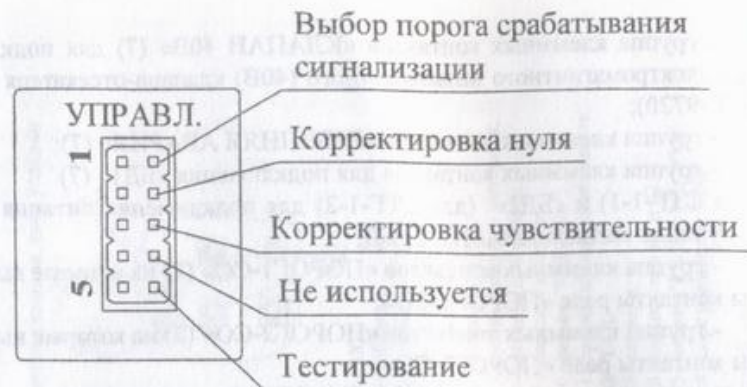 Выбор порога срабатывания
сигнализации
УПРАВЛ.
1
Корректировка нуля
Корректировка чувствительности
Не используется
5
Тестирование